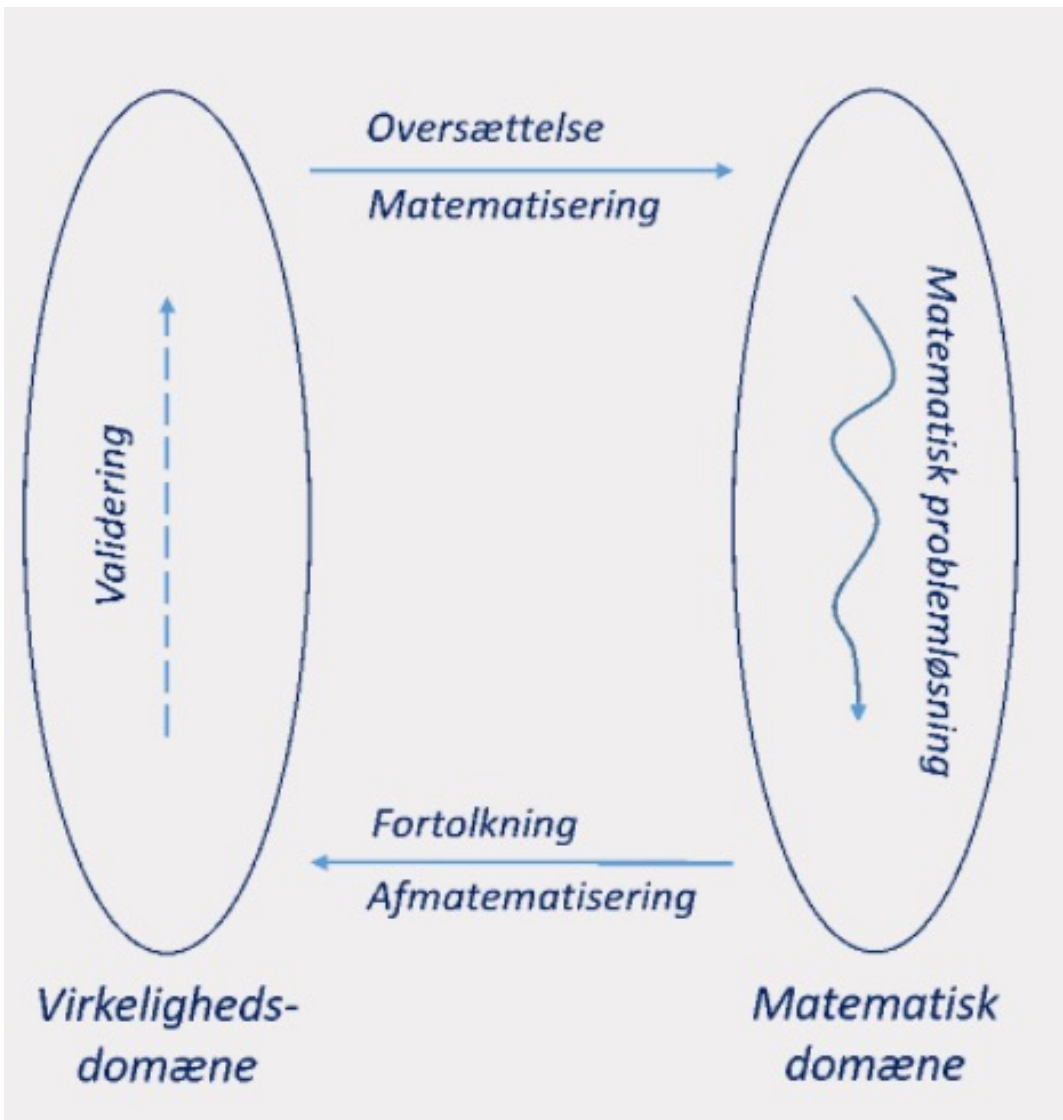 Oversættelse
Matematisering
Validering
Matematisk problemløsning
Fortolkning
Afmatematisering
Virkeligheds-
domæne
Matematisk
domæne